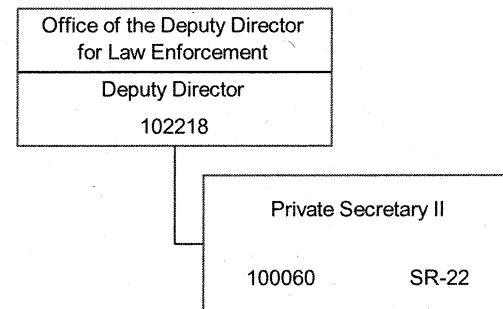 Office of the Deputy Director
for Law Enforcement
Deputy Director
102218
Private Secretary II
100060 SR-22